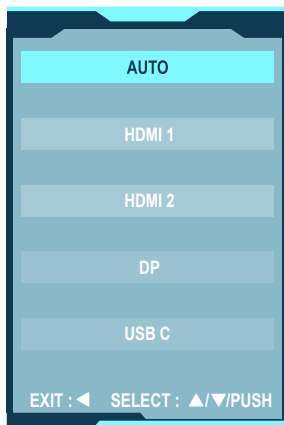 AUTO
HDMI 1
HDMI 2
DP
USB C
EXIT : ◀ SELECT : ▲/▼/PUSH